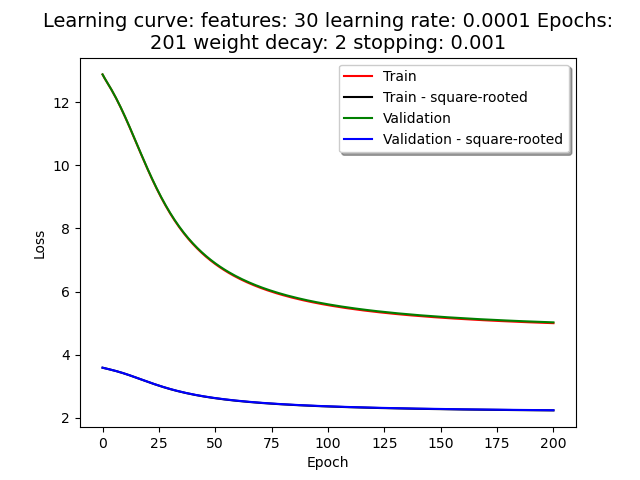 Learning curve: features: 30 learning rate: 0.0001 Epochs:
201 weight decay: 2 stopping: 0.001
Train
Train - square-rooted
Validation
Validation - square-rooted
Loss
12
10
8
6
4
2
0 25 50 75 100 125 150 175 200
Epoch